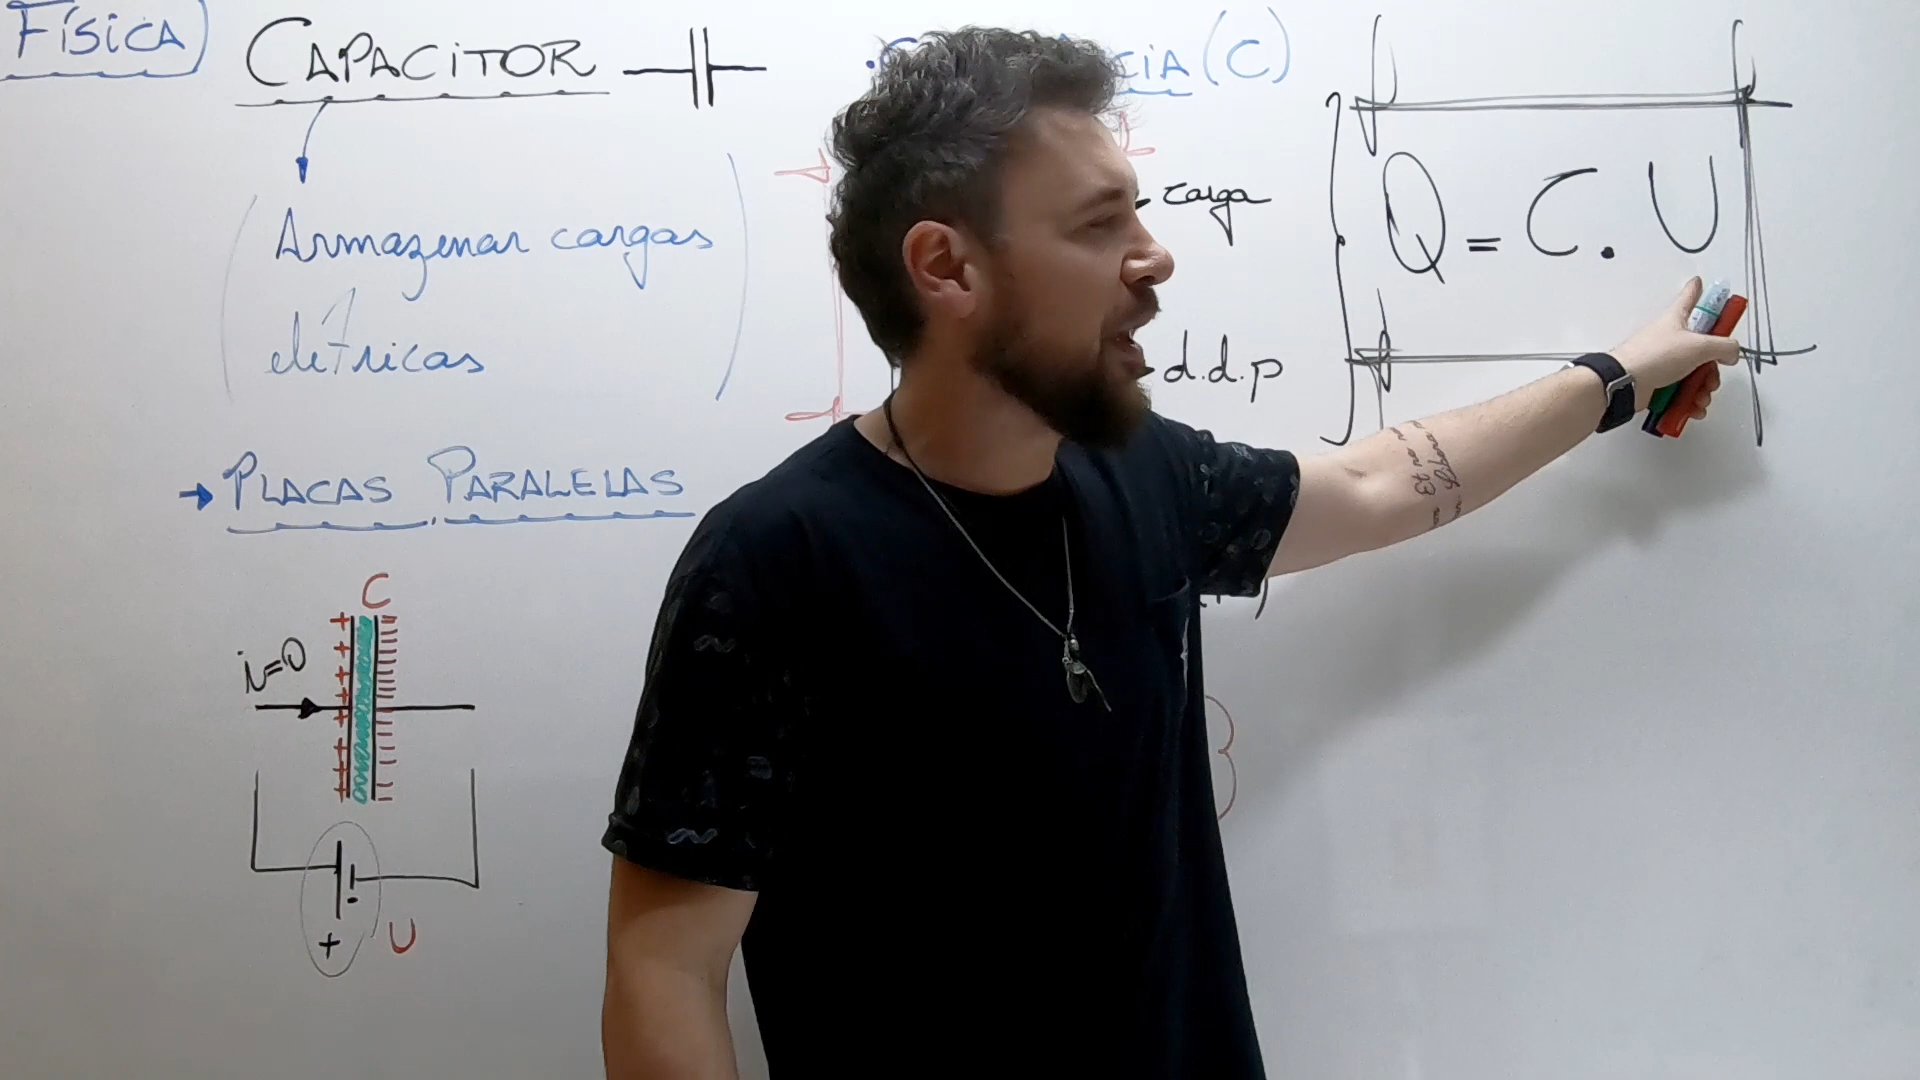 FÍSICA)
CAPACITOR
CIA (C)
Armazenar cargas
elétricas
carga
d.d.p
Q = C . U
→ PLACAS PARALELAS
C
i=0
+
U